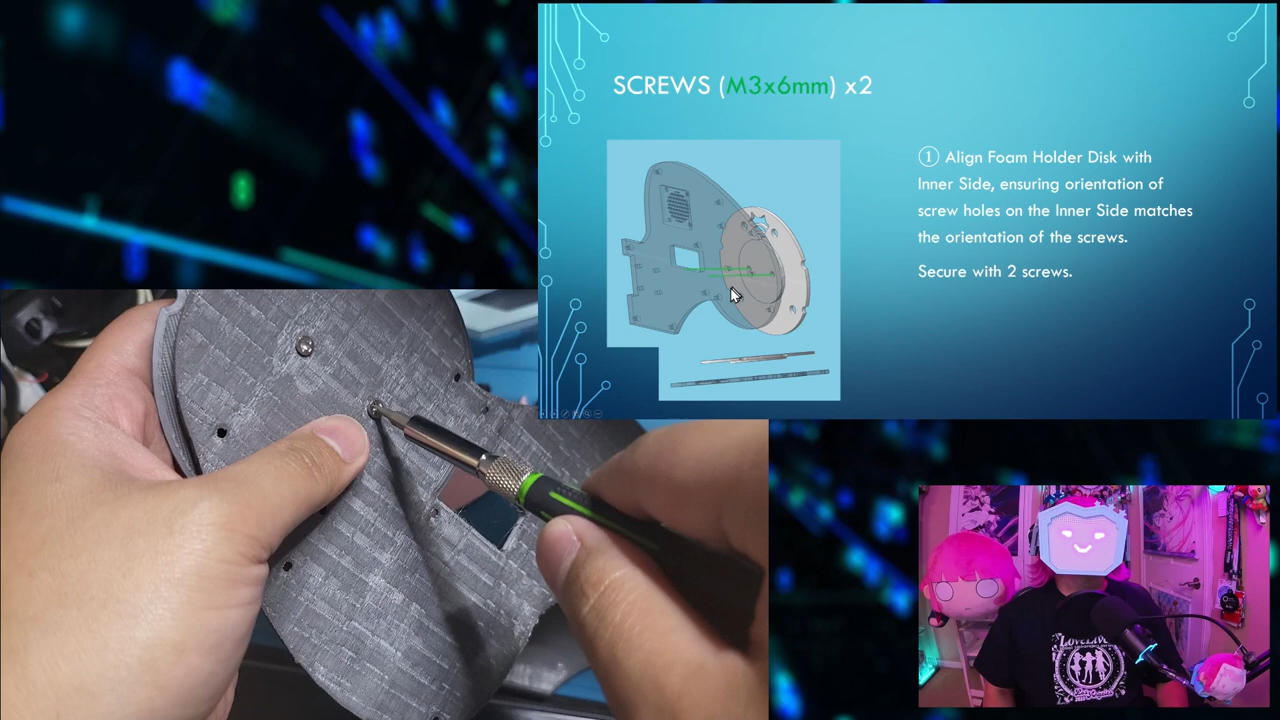 SCREWS (M3x6mm) x2
① Align Foam Holder Disk with
Inner Side, ensuring orientation of
screw holes on the Inner Side matches
the orientation of the screws.
Secure with 2 screws.
LOVELIVE